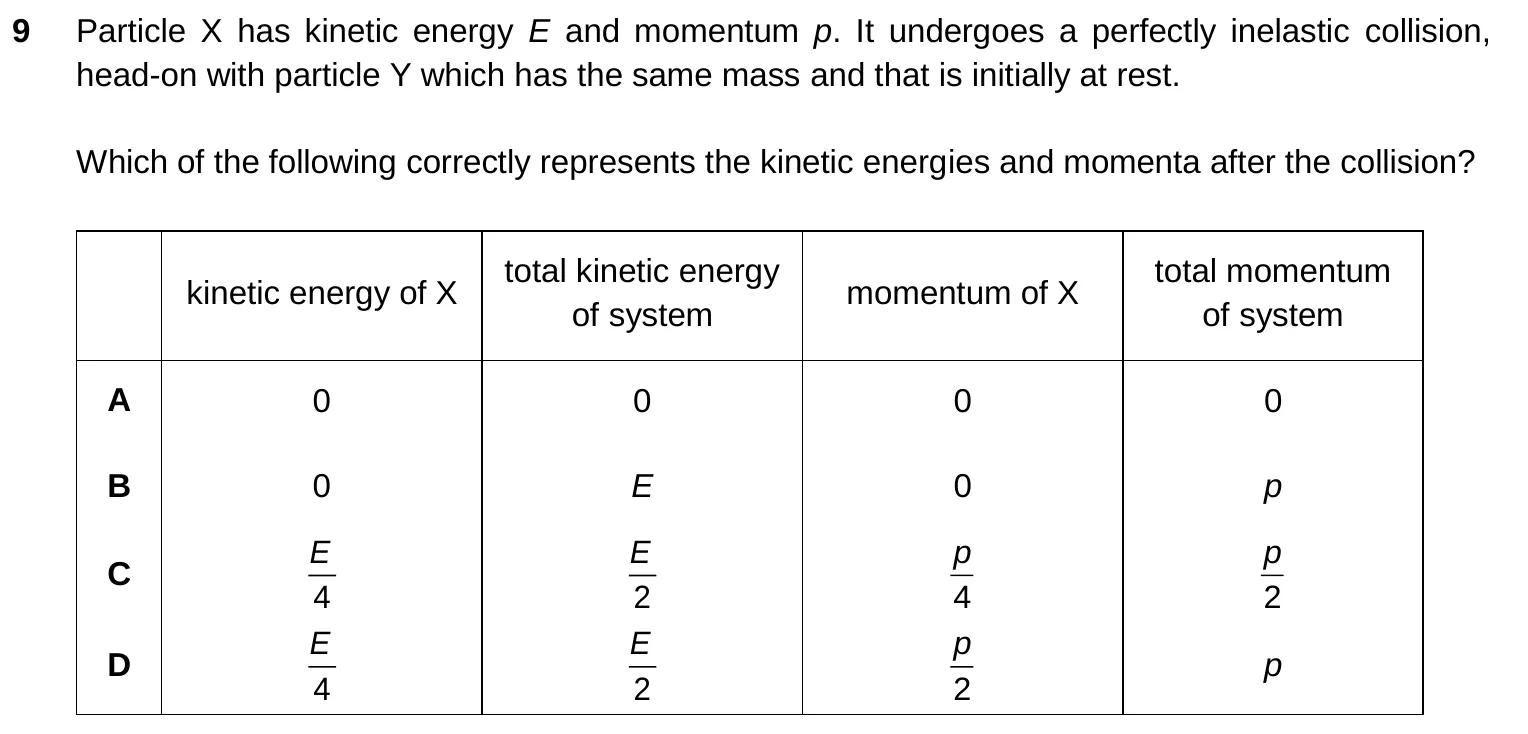 9 Particle X has kinetic energy E and momentum p. It undergoes a perfectly inelastic collision,
head-on with particle Y which has the same mass and that is initially at rest.
Which of the following correctly represents the kinetic energies and momenta after the collision?
kinetic energy of X total kinetic energy of system momentum of X total momentum of system
A 0 0 0 0
B 0 E 0 p
C E/4 E/2 p/4 p/2
D E/4 E/2 p/2 p